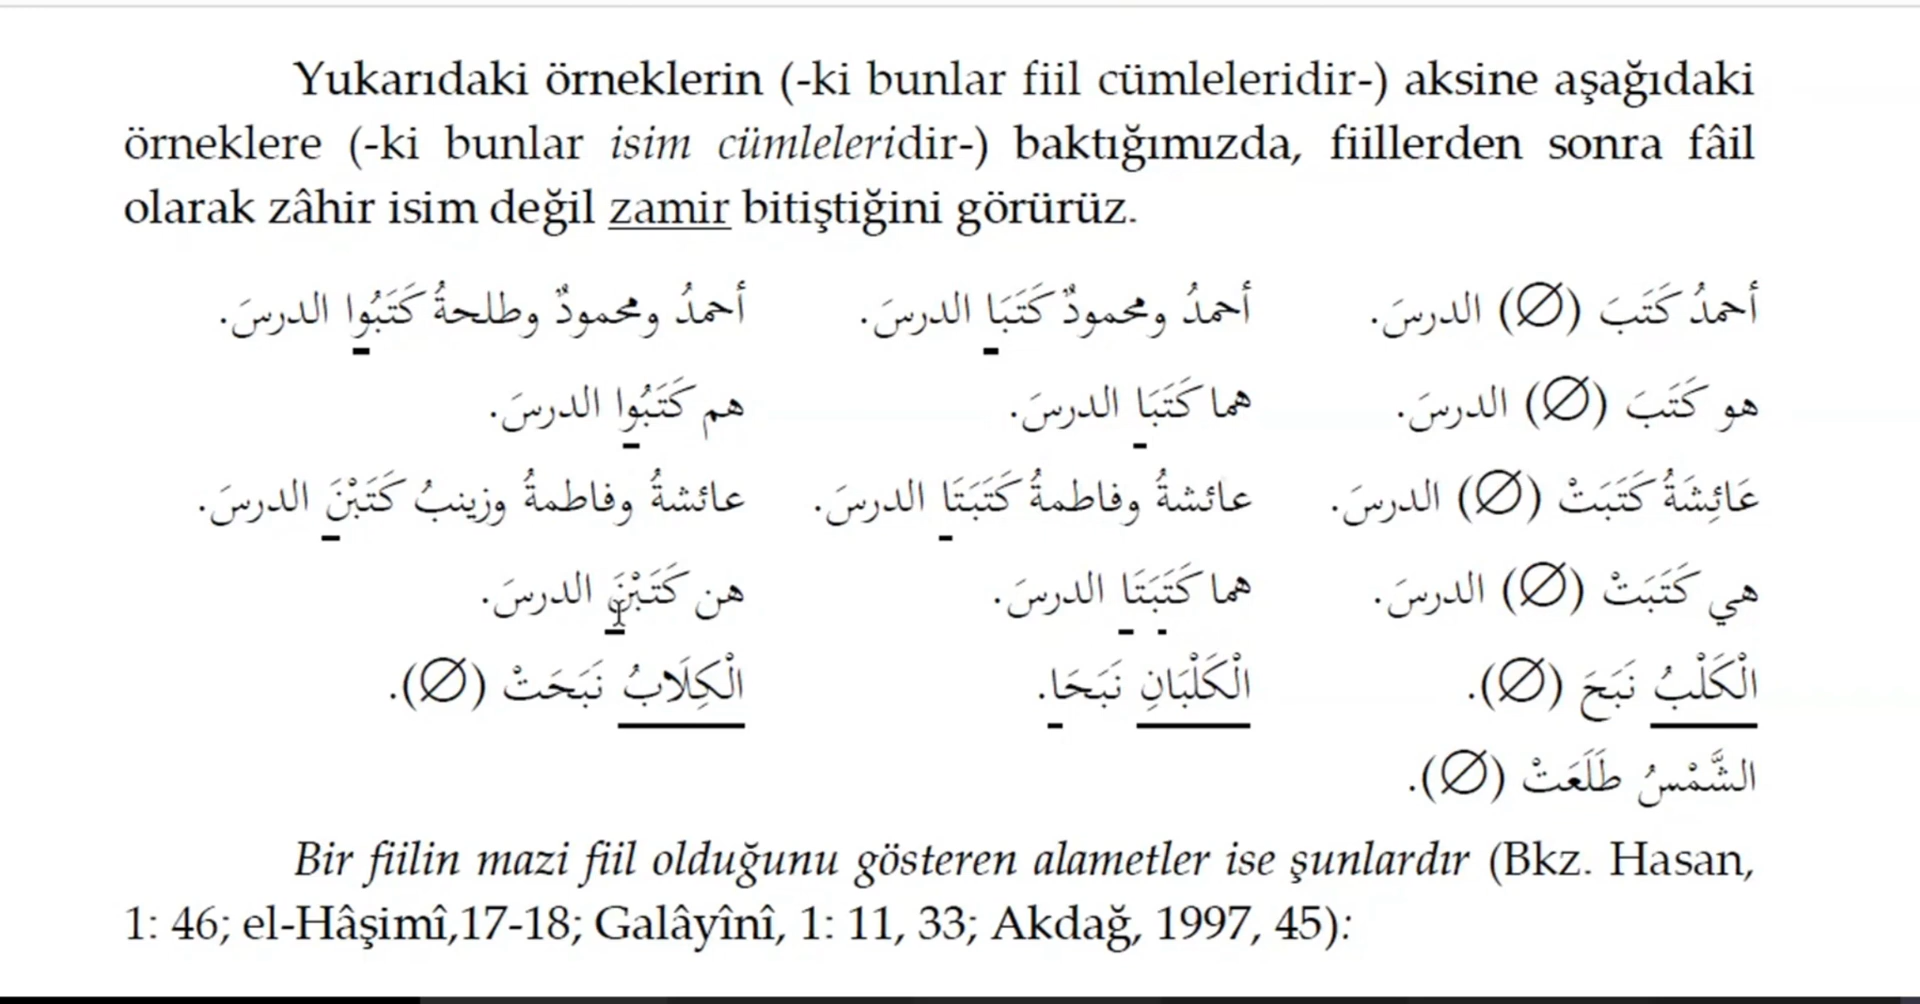 Yukarıdaki örneklerin (-ki bunlar fiil cümleleridir-) aksine aşağıdaki
örneklere (-ki bunlar isim cümleleridir-) baktığımızda, fiillerden sonra fâil
olarak zâhir isim değil zamir bitiştiğini görürüz.
أحمدُ كَتَبَ (∅) الدرسَ. أحمدُ ومحمودٌ كَتَبَا الدرسَ. أحمدُ ومحمودٌ وطلحةُ كَتَبُوا الدرسَ.
هو كَتَبَ (∅) الدرسَ. هما كَتَبَا الدرسَ. هم كَتَبُوا الدرسَ.
عَائِشَةُ كَتَبَتْ (∅) الدرسَ. عائشةُ وفاطمةُ كَتَبَتَا الدرسَ. عائشةُ وفاطمةُ وزينبُ كَتَبْنَ الدرسَ.
هي كَتَبَتْ (∅) الدرسَ. هما كَتَبَتَا الدرسَ. هن كَتَبْنَ الدرسَ.
الْكَلْبُ نَبَحَ (∅). الْكَلْبَانِ نَبَحَا. الْكِلَابُ نَبَحَتْ (∅).
الشَّمْسُ طَلَعَتْ (∅).
Bir fiilin mazi fiil olduğunu gösteren alametler ise şunlardır (Bkz. Hasan,
1: 46; el-Hâşimî,17-18; Galâyînî, 1: 11, 33; Akdağ, 1997, 45):